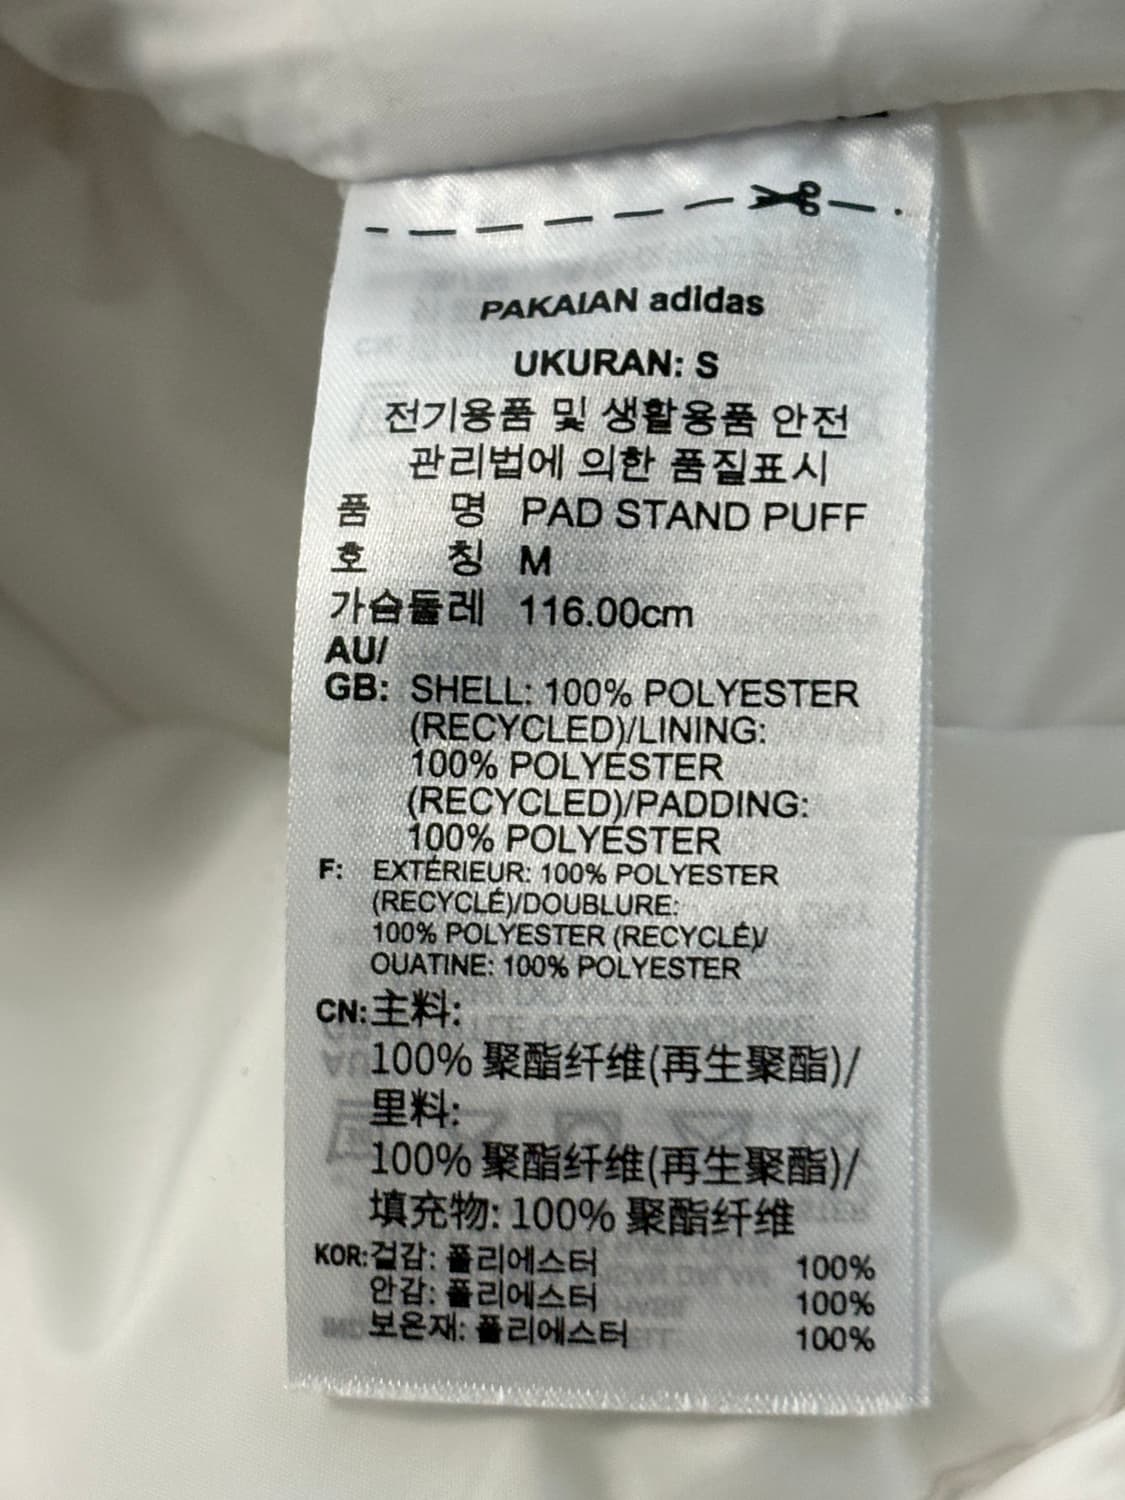 PAKAIAN adidas
UKURAN: S
전기용품 및 생활용품 안전
관리법에 의한 품질표시
품 명 PAD STAND PUFF
호 칭 M
가슴둘레 116.00cm
AU/
GB: SHELL: 100% POLYESTER
(RECYCLED)/LINING:
100% POLYESTER
(RECYCLED)/PADDING:
100% POLYESTER
F: EXTÉRIEUR: 100% POLYESTER
(RECYCLÉ)/DOUBLURE:
100% POLYESTER (RECYCLÉ)/
OUATINE: 100% POLYESTER
CN: 主料:
100% 聚酯纤维(再生聚酯)/
里料:
100% 聚酯纤维(再生聚酯)/
填充物: 100% 聚酯纤维
KOR: 겉감: 폴리에스터 100%
안감: 폴리에스터 100%
보온재: 폴리에스터 100%